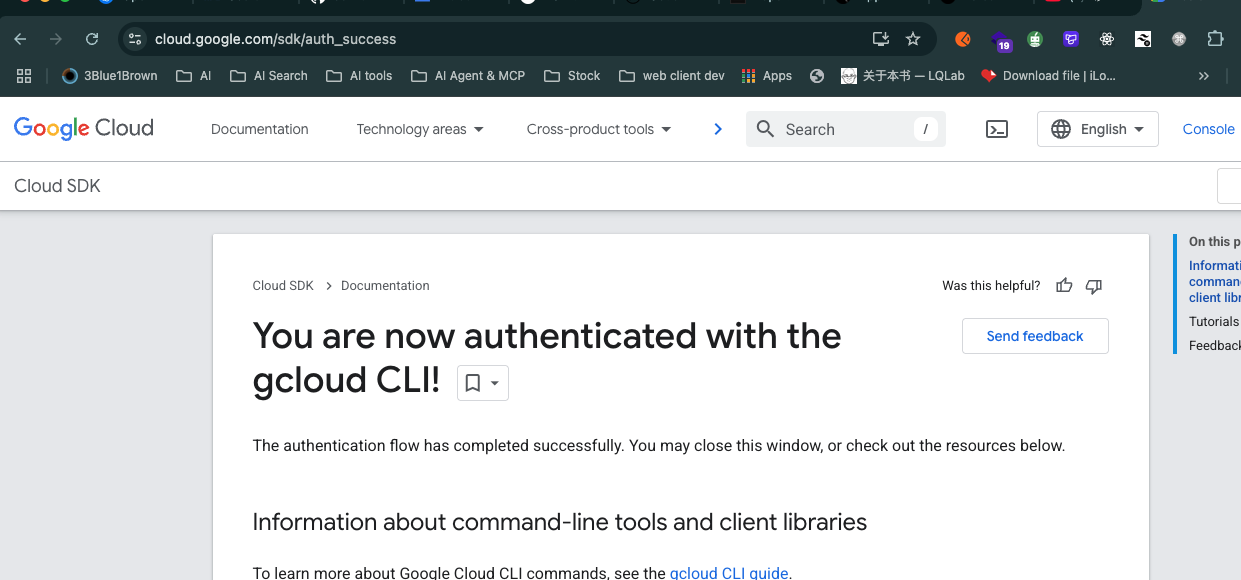 cloud.google.com/sdk/auth_success
19
3Blue1Brown AI AI Search AI tools AI Agent & MCP Stock web client dev Apps 关于本书 — LQLab Download file | iLo... »
Google Cloud Documentation Technology areas Cross-product tools Search / English Console
Cloud SDK
Cloud SDK > Documentation
Was this helpful?
You are now authenticated with the
gcloud CLI!
Send feedback
The authentication flow has completed successfully. You may close this window, or check out the resources below.
Information about command-line tools and client libraries
To learn more about Google Cloud CLI commands, see the gcloud CLI guide.
On this p
Informati
comman
client libr
Tutorials
Feedback